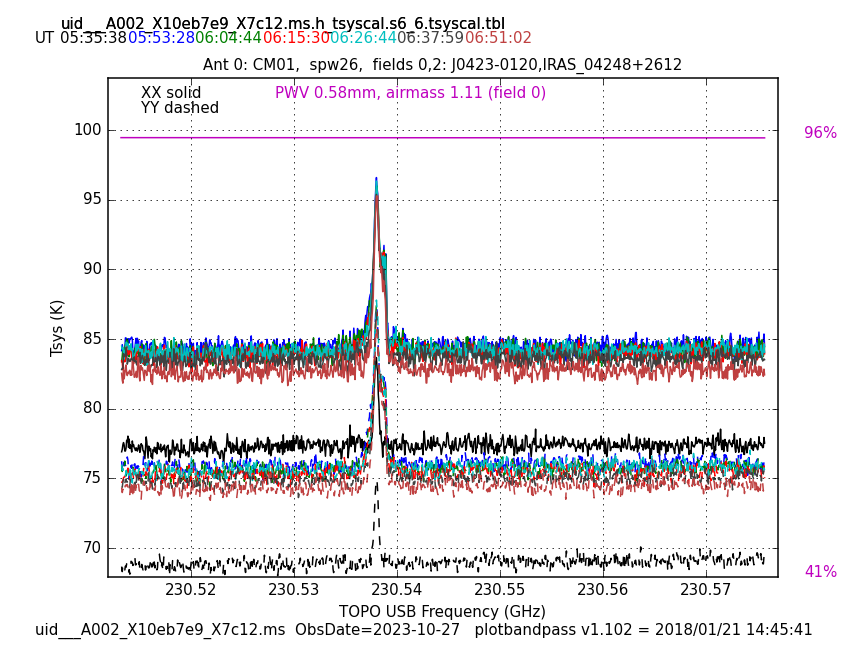 uid___A002_X10eb7e9_X7c12.ms.h_tsyscal.s6_6.tsyscal.tbl
UT 05:35:38 05:53:28 06:04:44 06:15:30 06:26:44 06:37:59 06:51:02
Ant 0: CM01,  spw26,  fields 0,2: J0423-0120,IRAS_04248+2612
XX solid PWV 0.58mm, airmass 1.11 (field 0)
YY dashed
100
96%
95
90
85
80
75
70
Tsys (K)
41%
230.52 230.53 230.54 230.55 230.56 230.57
TOPO USB Frequency (GHz)
uid___A002_X10eb7e9_X7c12.ms  ObsDate=2023-10-27   plotbandpass v1.102 = 2018/01/21 14:45:41